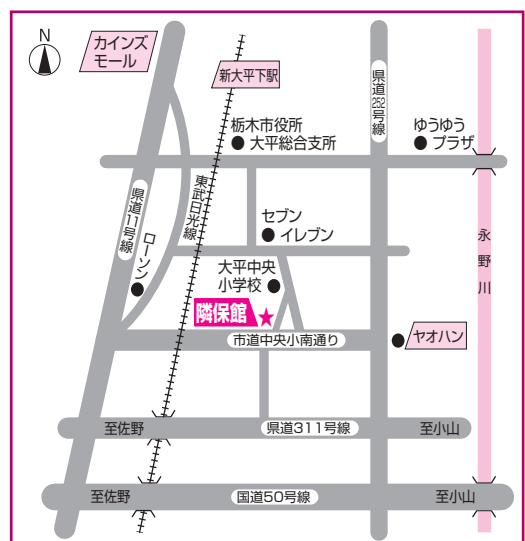 N
カインズ
モール
新大平下駅
県道252号線
栃木市役所
大平総合支所
ゆうゆう
プラザ
東武日光線
県道11号線
ローソン
セブン
イレブン
永野川
大平中央
小学校
隣保館
市道中央小南通り
ヤオハン
至佐野
県道311号線
至小山
至佐野
国道50号線
至小山